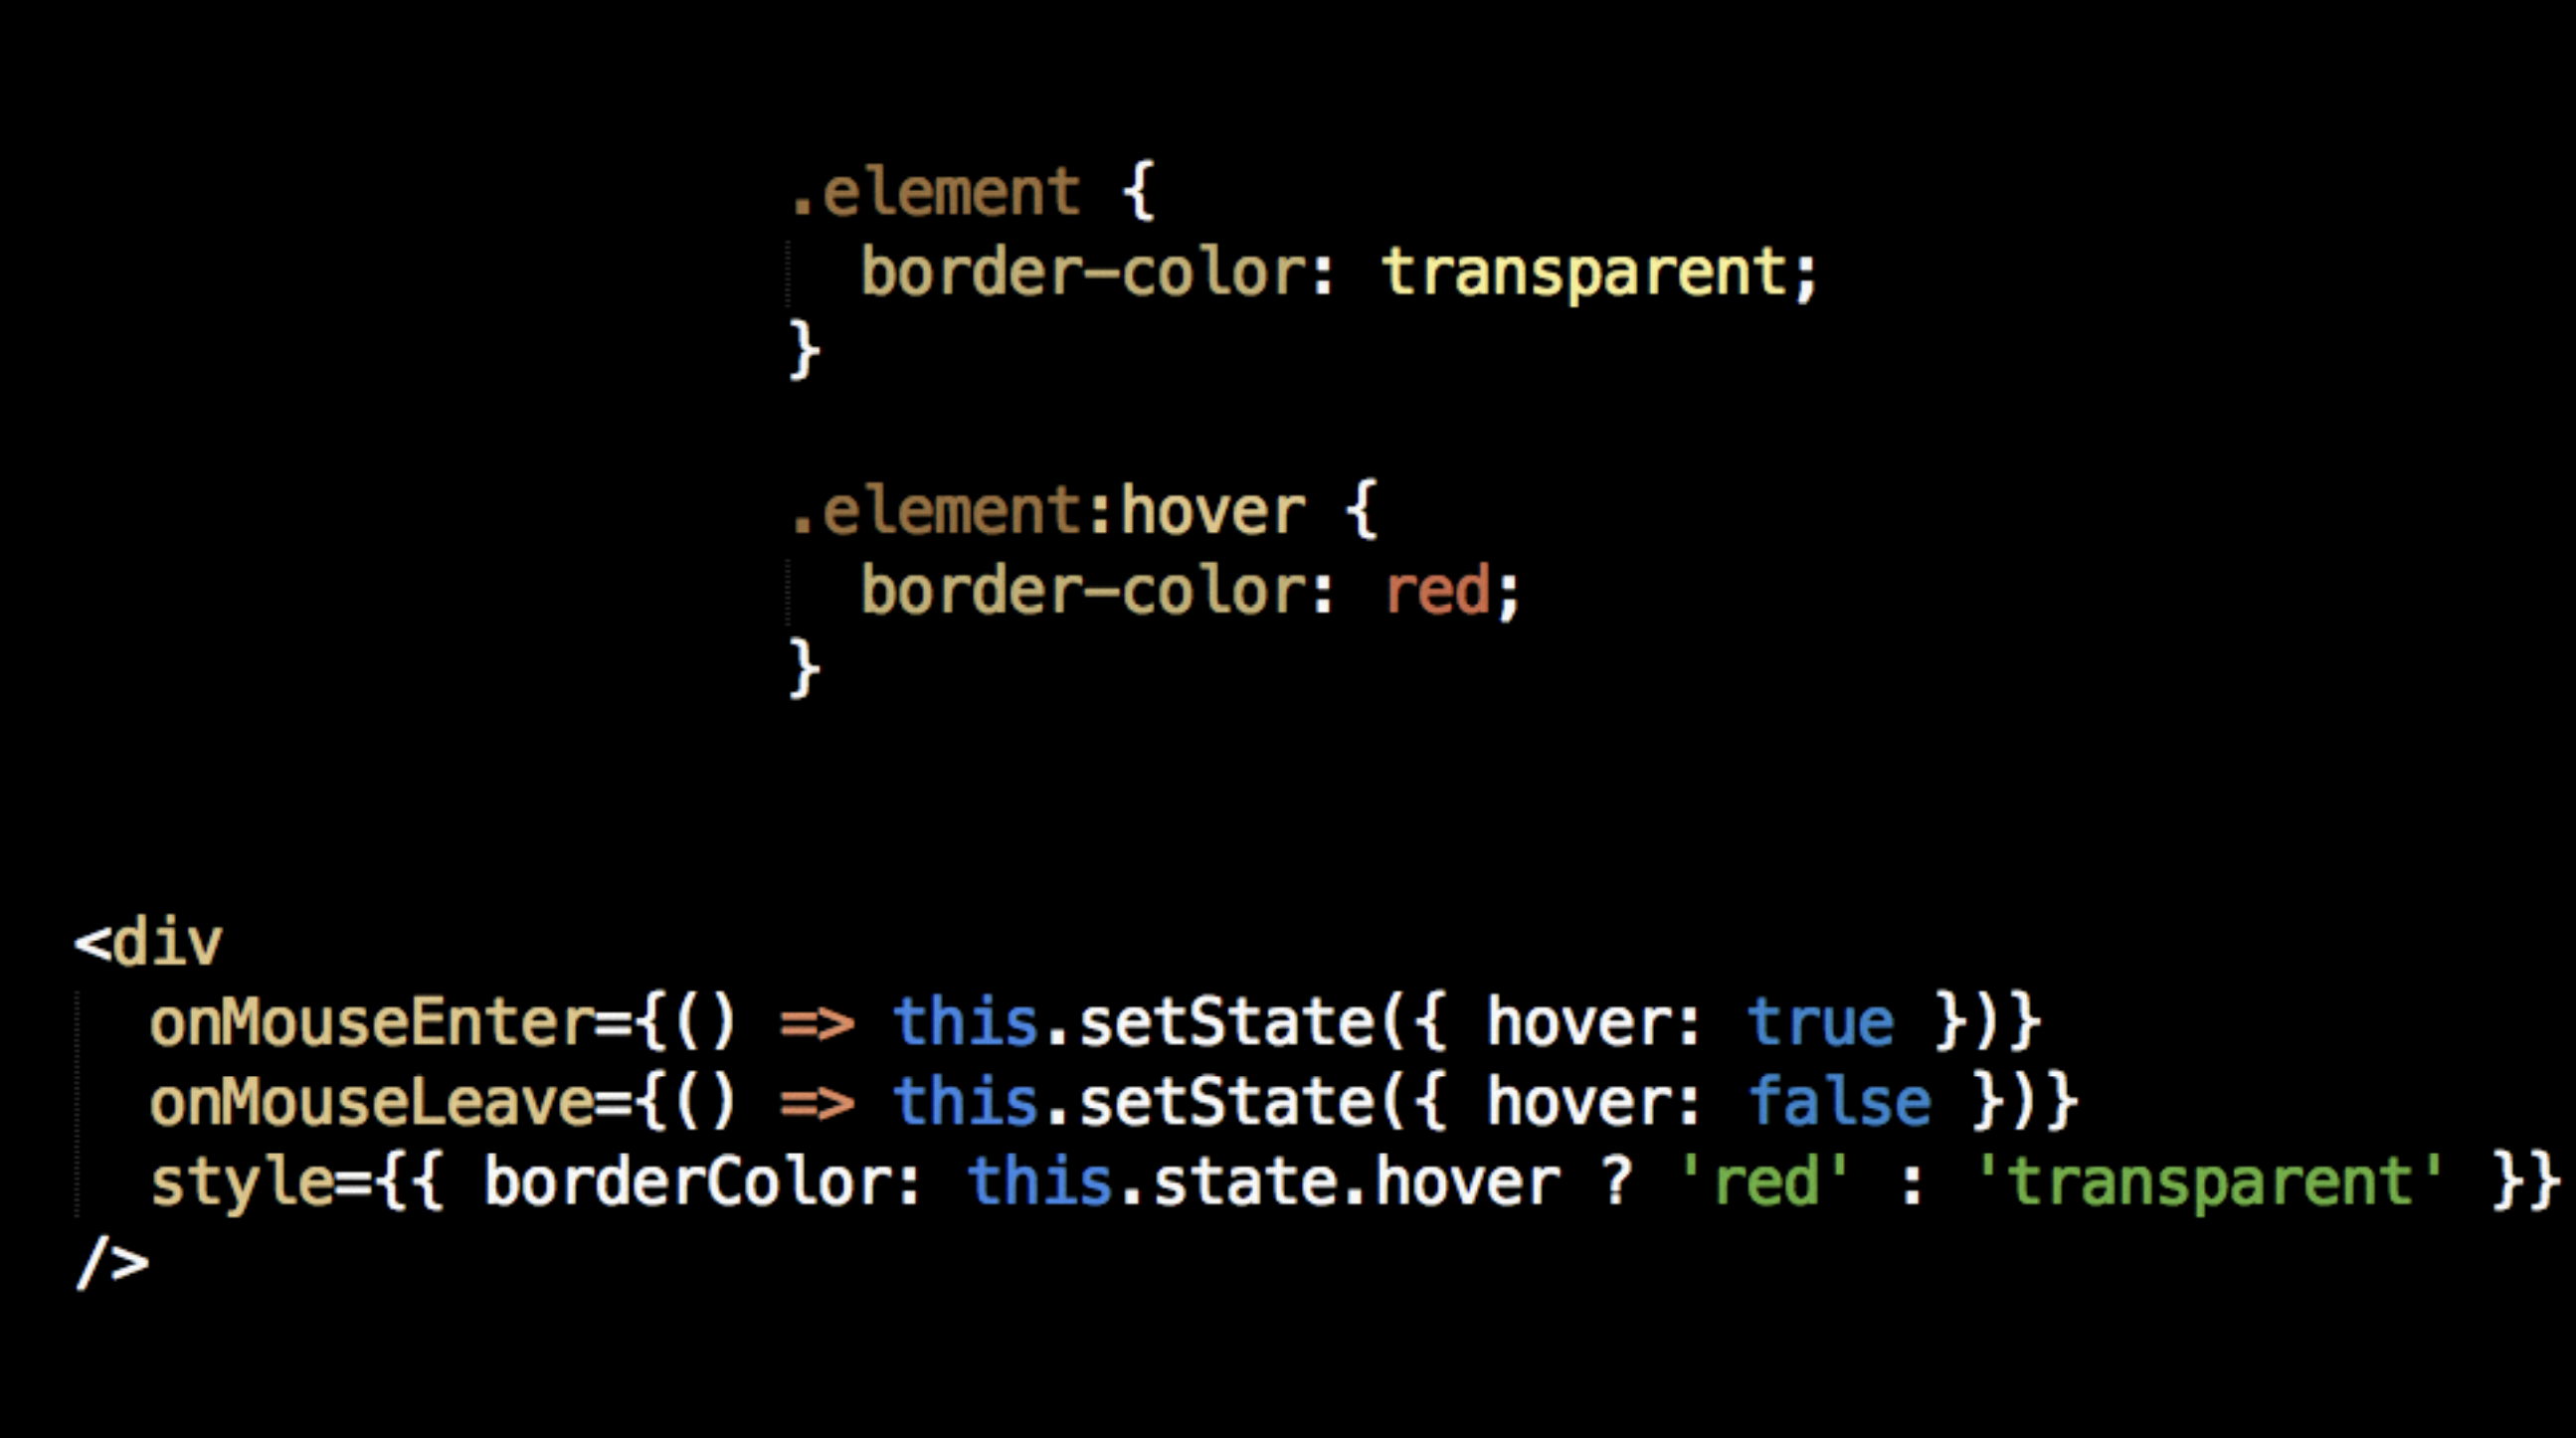 .element {
  border-color: transparent;
}
.element:hover {
  border-color: red;
}
<div
  onMouseEnter={() => this.setState({ hover: true })}
  onMouseLeave={() => this.setState({ hover: false })}
  style={{ borderColor: this.state.hover ? 'red' : 'transparent' }}
/>